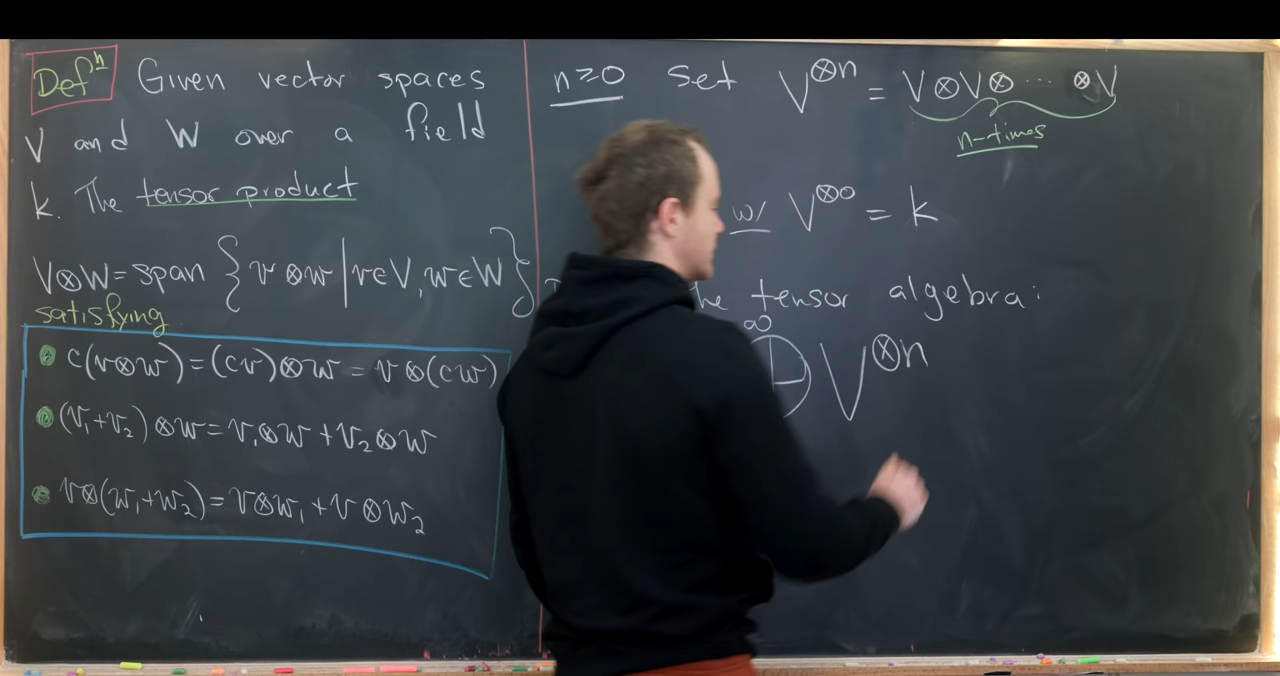 Defⁿ Given vector spaces
V and W over a field
k. The tensor product
V⊗W = span {v⊗w | v∈V, w∈W}
satisfying
• c(v⊗w) = (cv)⊗w = v⊗(cw)
• (v₁+v₂)⊗w = v₁⊗w + v₂⊗w
• v⊗(w₁+w₂) = v⊗w₁ + v⊗w₂
n≥0 Set V^{⊗n} = V⊗V⊗⋯⊗V
n-times
w/ V^{⊗0} = k
tensor algebra:
∞
⊕ V^{⊗n}